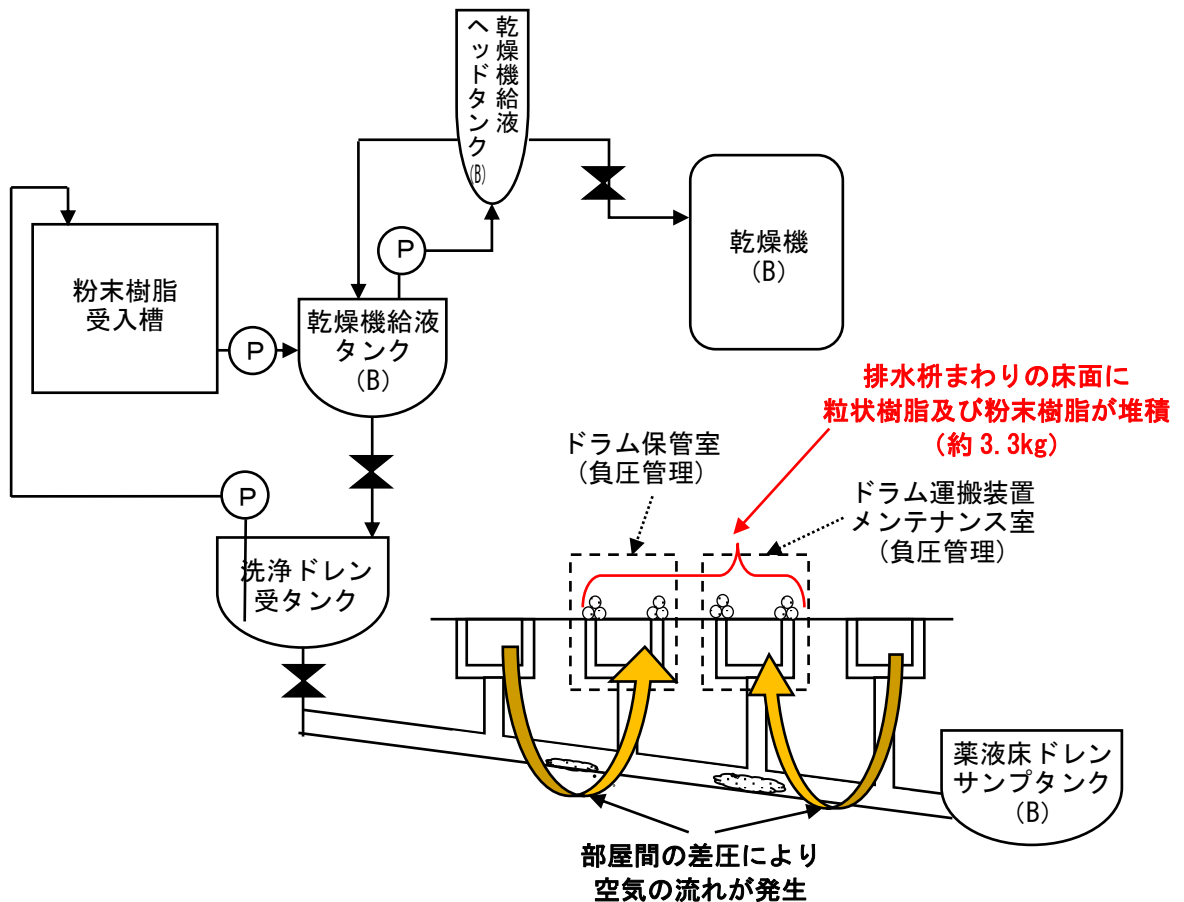 乾燥機給液
ヘッドタンク(B)
P
乾燥機
(B)
粉末樹脂
受入槽
P
乾燥機給液
タンク
(B)
排水枡まわりの床面に
粒状樹脂及び粉末樹脂が堆積
(約 3.3kg)
ドラム保管室
(負圧管理)
ドラム運搬装置
メンテナンス室
(負圧管理)
P
洗浄ドレン
受タンク
薬液床ドレン
サンプタンク
(B)
部屋間の差圧により
空気の流れが発生